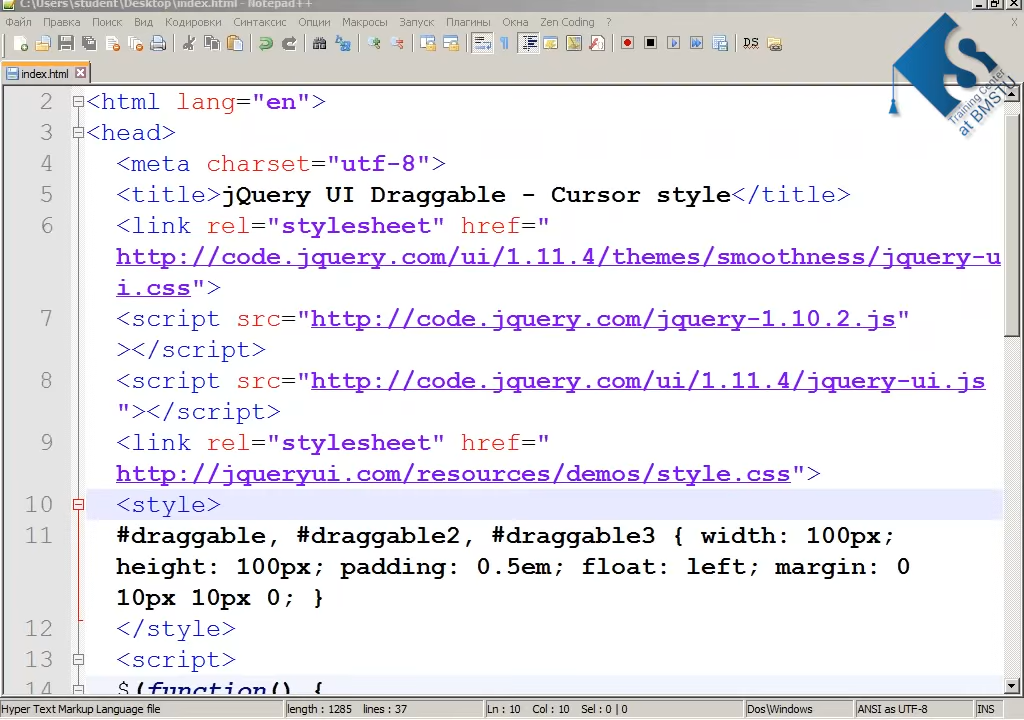 C:\Users\student\Desktop\index.html - Notepad++
Файл Правка Поиск Вид Кодировки Синтаксис Опции Макросы Запуск Плагины Окна Zen Coding ? X
DS
index.html
2 <html lang="en">
3 <head>
4 <meta charset="utf-8">
5 <title>jQuery UI Draggable - Cursor style</title>
6 <link rel="stylesheet" href="
http://code.jquery.com/ui/1.11.4/themes/smoothness/jquery-u
i.css">
7 <script src="http://code.jquery.com/jquery-1.10.2.js"
></script>
8 <script src="http://code.jquery.com/ui/1.11.4/jquery-ui.js
"></script>
9 <link rel="stylesheet" href="
http://jqueryui.com/resources/demos/style.css">
10 <style>
11 #draggable, #draggable2, #draggable3 { width: 100px;
height: 100px; padding: 0.5em; float: left; margin: 0
10px 10px 0; }
12 </style>
13 <script>
14 $(function() {
Hyper Text Markup Language file length : 1285 lines : 37 Ln : 10 Col : 10 Sel : 0 | 0 Dos\Windows ANSI as UTF-8 INS
S
Training Center
at BMSTU